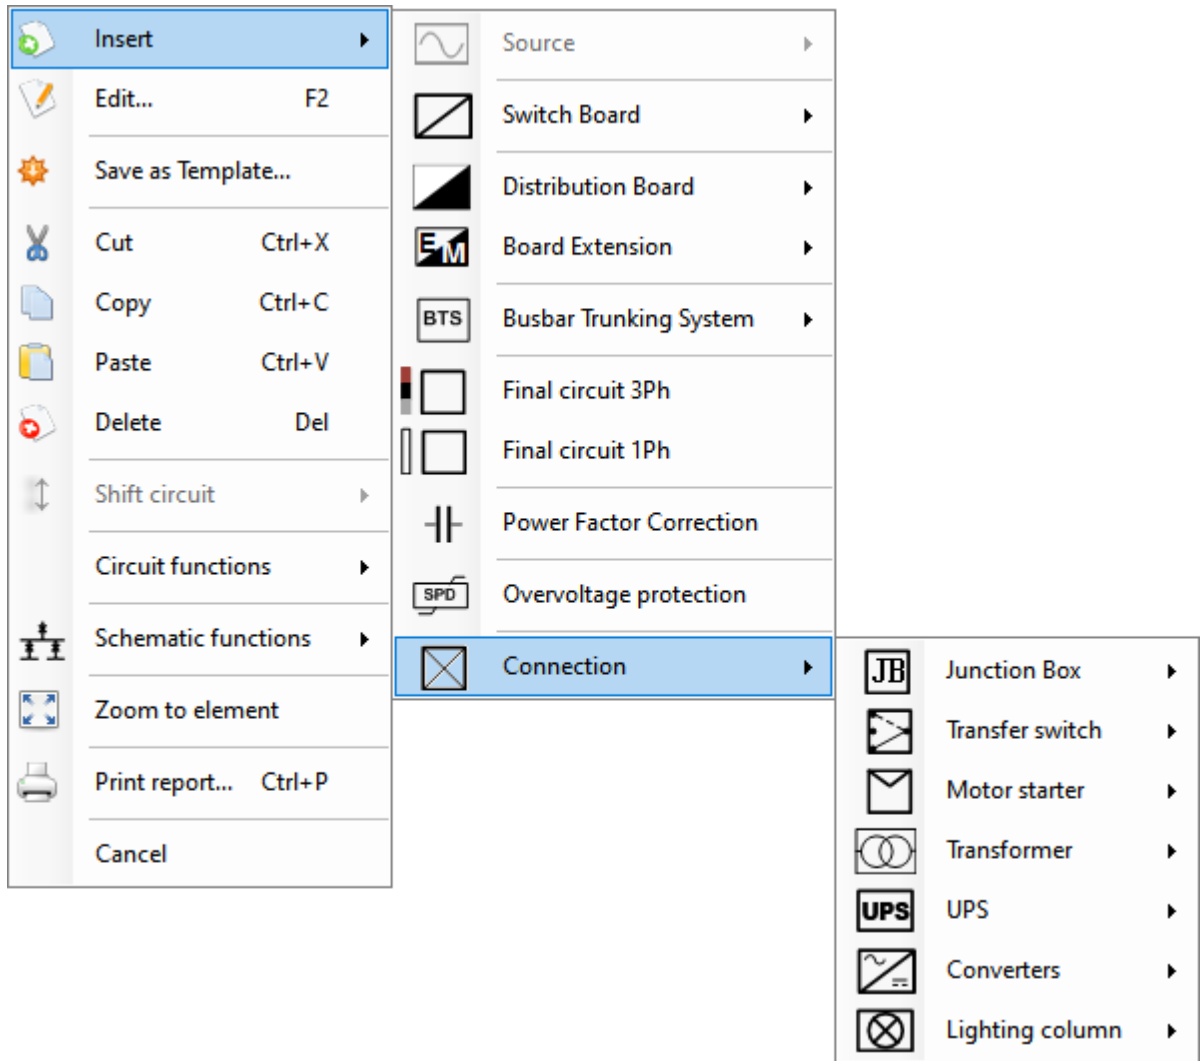 Insert
Edit... F2
Save as Template...
Cut Ctrl+X
Copy Ctrl+C
Paste Ctrl+V
Delete Del
Shift circuit
Circuit functions
Schematic functions
Zoom to element
Print report... Ctrl+P
Cancel
Source
Switch Board
Distribution Board
EM Board Extension
BTS Busbar Trunking System
Final circuit 3Ph
Final circuit 1Ph
Power Factor Correction
SPD Overvoltage protection
Connection
JB Junction Box
Transfer switch
Motor starter
Transformer
UPS UPS
Converters
Lighting column